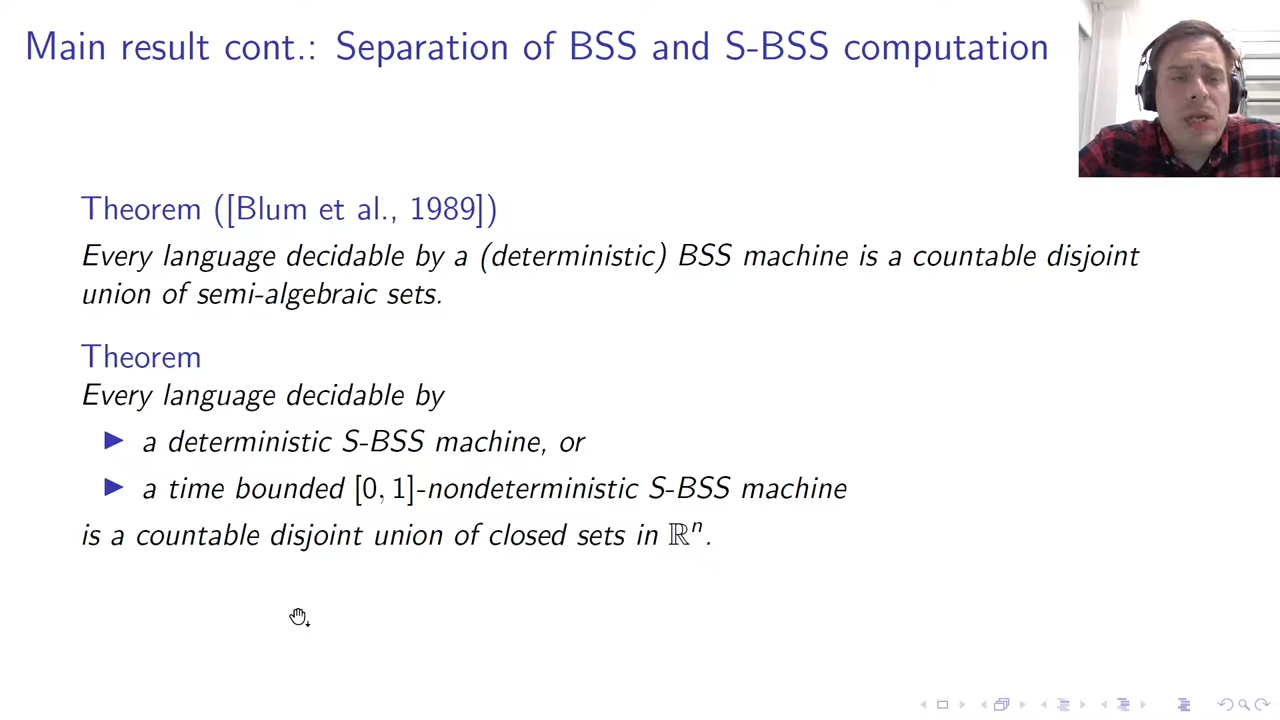 Main result cont.: Separation of BSS and S-BSS computation
Theorem ([Blum et al., 1989])
Every language decidable by a (deterministic) BSS machine is a countable disjoint
union of semi-algebraic sets.
Theorem
Every language decidable by
▶ a deterministic S-BSS machine, or
▶ a time bounded [0, 1]-nondeterministic S-BSS machine
is a countable disjoint union of closed sets in ℝⁿ.